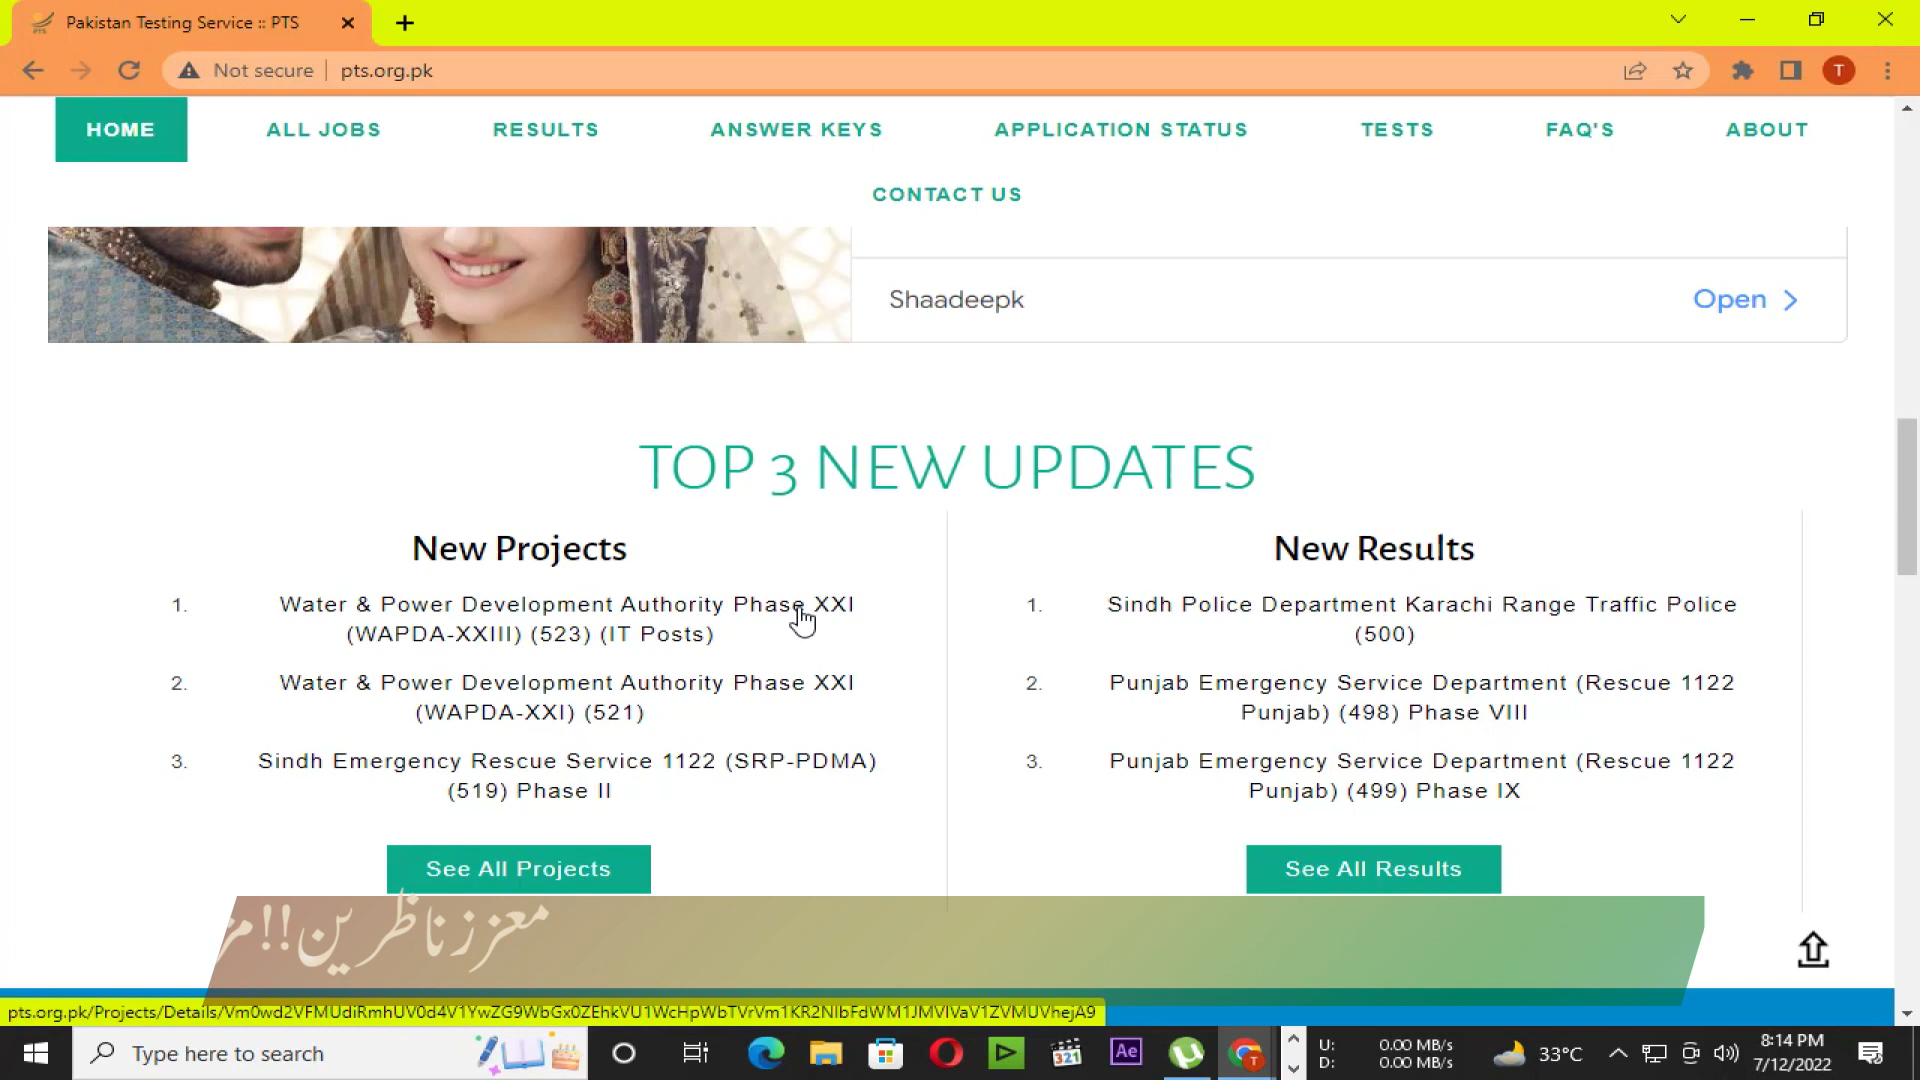 Pakistan Testing Service :: PTS
Not secure
pts.org.pk
T
HOME
ALL JOBS
RESULTS
ANSWER KEYS
APPLICATION STATUS
TESTS
FAQ'S
ABOUT
CONTACT US
Shaadeepk
Open
TOP 3 NEW UPDATES
New Projects
1. Water & Power Development Authority Phase XXI
(WAPDA-XXIII) (523) (IT Posts)
2. Water & Power Development Authority Phase XXI
(WAPDA-XXI) (521)
3. Sindh Emergency Rescue Service 1122 (SRP-PDMA)
(519) Phase II
See All Projects
New Results
1. Sindh Police Department Karachi Range Traffic Police
(500)
2. Punjab Emergency Service Department (Rescue 1122
Punjab) (498) Phase VIII
3. Punjab Emergency Service Department (Rescue 1122
Punjab) (499) Phase IX
See All Results
معزز ناظرین!!
Type here to search
321
Ae
U: 0.00 MB/s
D: 0.00 MB/s
33°C
8:14 PM
7/12/2022